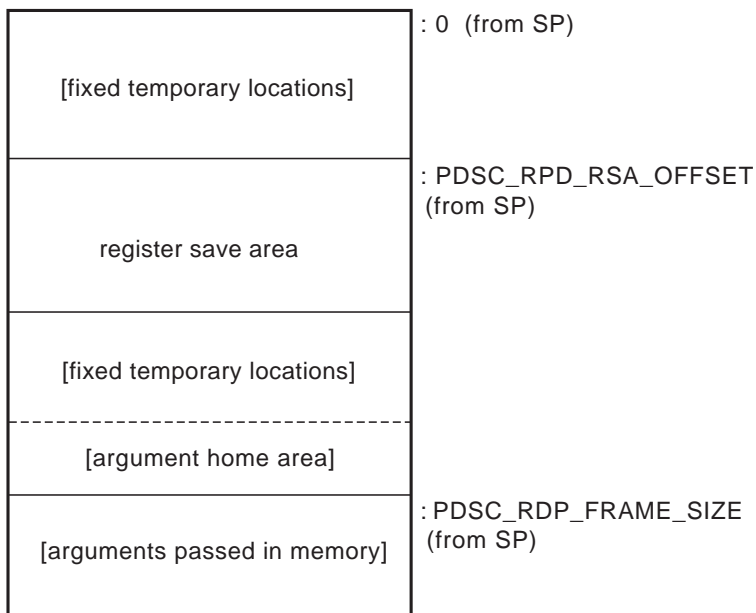 : 0 (from SP)
[fixed temporary locations]
: PDSC_RPD_RSA_OFFSET
(from SP)
register save area
[fixed temporary locations]
[argument home area]
: PDSC_RDP_FRAME_SIZE
(from SP)
[arguments passed in memory]